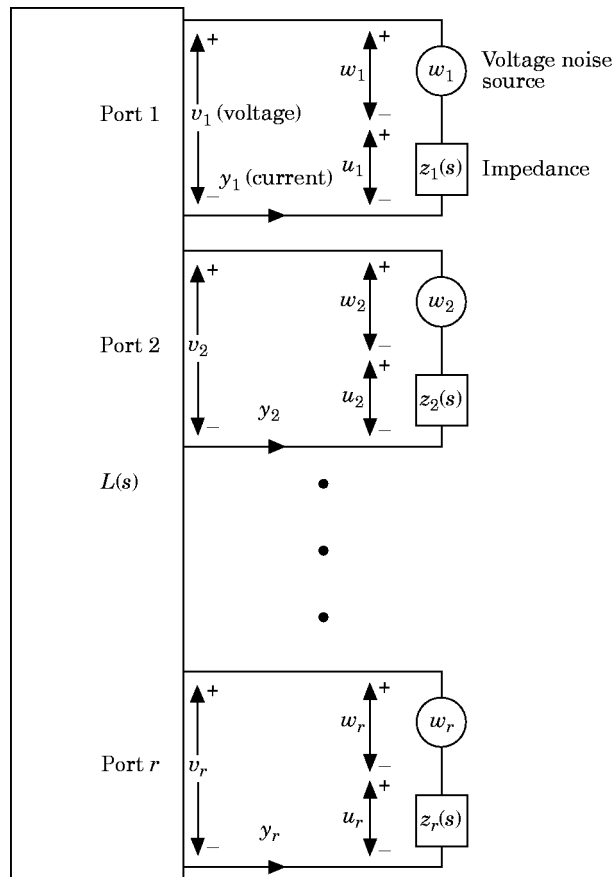 + + Voltage noise
w₁ w₁ source
Port 1 v₁ (voltage) −
+
y₁ (current) u₁ z₁(s) Impedance
− −
+ +
w₂ w₂
Port 2 v₂ −
+
y₂ u₂ z₂(s)
− −
L(s)
+ +
wᵣ wᵣ
Port r vᵣ −
+
yᵣ uᵣ zᵣ(s)
− −